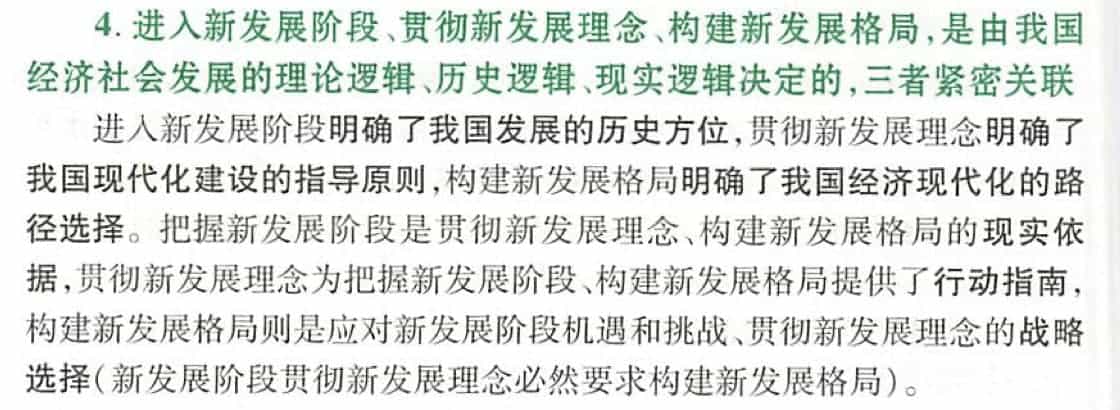 4. 进入新发展阶段、贯彻新发展理念、构建新发展格局,是由我国
经济社会发展的理论逻辑、历史逻辑、现实逻辑决定的,三者紧密关联
进入新发展阶段明确了我国发展的历史方位,贯彻新发展理念明确了
我国现代化建设的指导原则,构建新发展格局明确了我国经济现代化的路
径选择。把握新发展阶段是贯彻新发展理念、构建新发展格局的现实依
据,贯彻新发展理念为把握新发展阶段、构建新发展格局提供了行动指南,
构建新发展格局则是应对新发展阶段机遇和挑战、贯彻新发展理念的战略
选择(新发展阶段贯彻新发展理念必然要求构建新发展格局)。